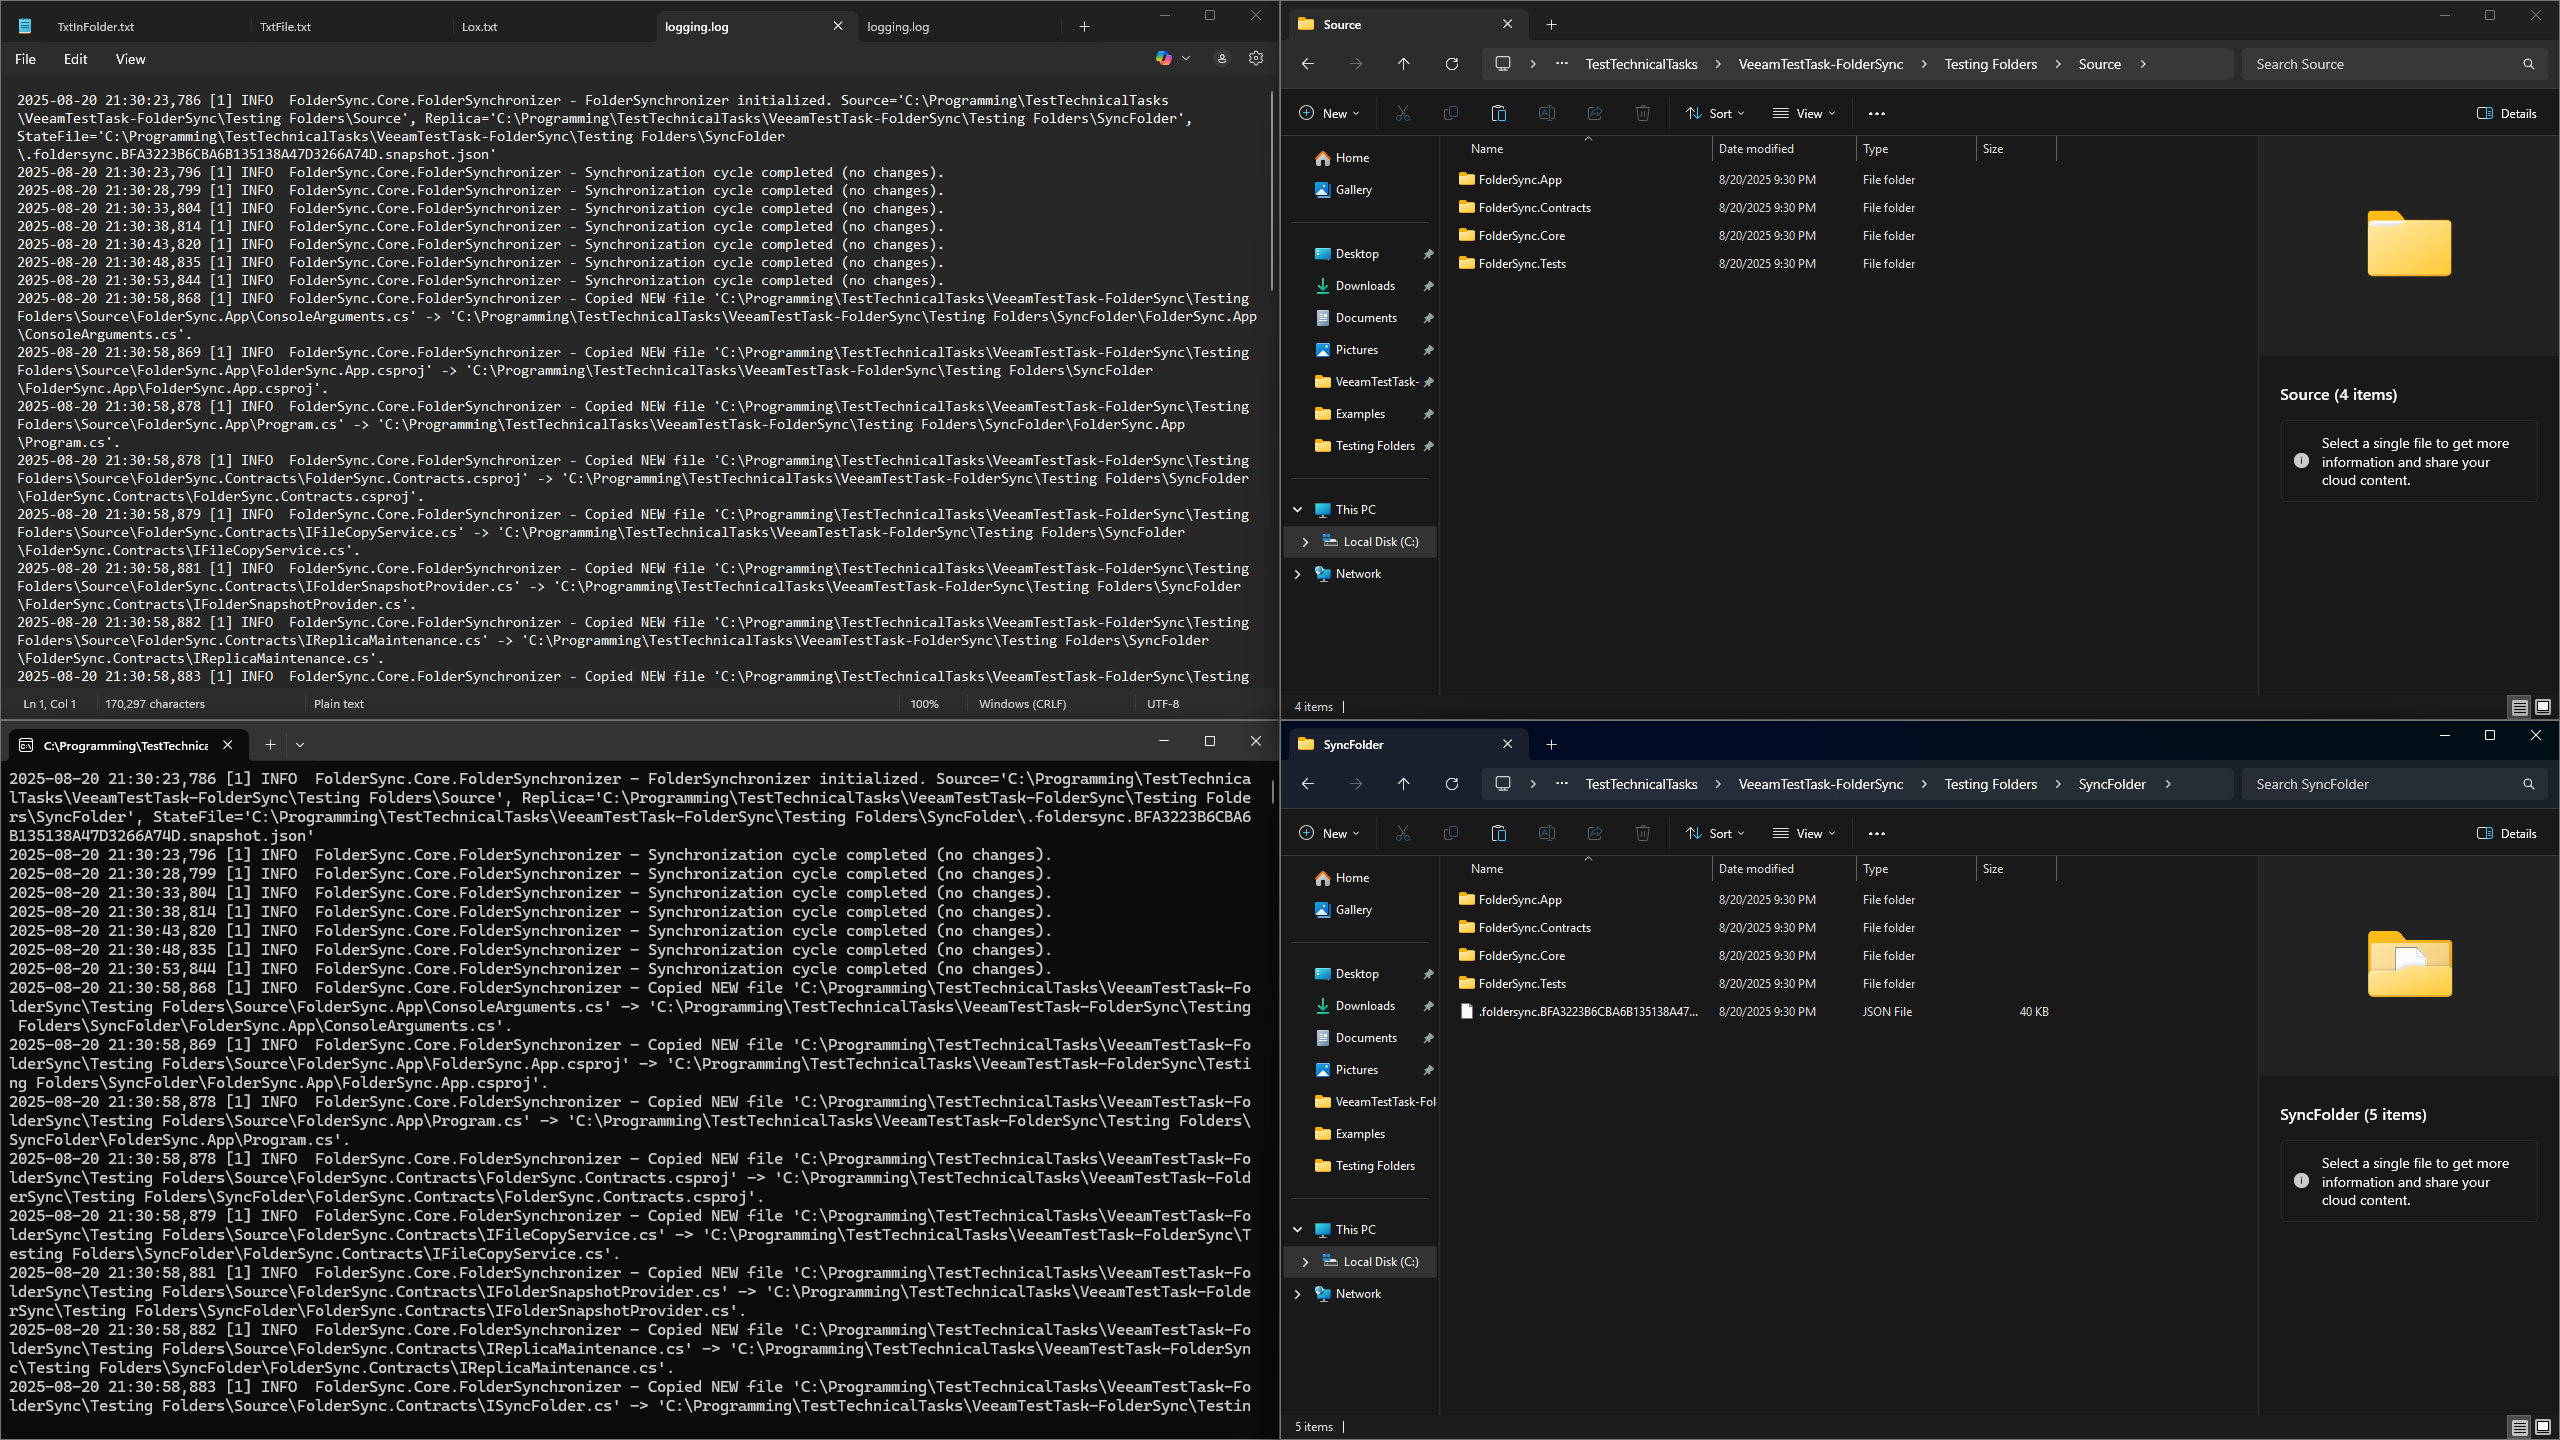 TxtInFolder.txt
TxtFile.txt
Lox.txt
logging.log
logging.log
File
Edit
View
2025-08-20 21:30:23,786 [1] INFO  FolderSync.Core.FolderSynchronizer - FolderSynchronizer initialized. Source='C:\Programming\TestTechnicalTasks
\VeeamTestTask-FolderSync\Testing Folders\Source', Replica='C:\Programming\TestTechnicalTasks\VeeamTestTask-FolderSync\Testing Folders\SyncFolder',
StateFile='C:\Programming\TestTechnicalTasks\VeeamTestTask-FolderSync\Testing Folders\SyncFolder
\.foldersync.BFA3223B6CBA6B135138A47D3266A74D.snapshot.json'
2025-08-20 21:30:23,796 [1] INFO  FolderSync.Core.FolderSynchronizer - Synchronization cycle completed (no changes).
2025-08-20 21:30:28,799 [1] INFO  FolderSync.Core.FolderSynchronizer - Synchronization cycle completed (no changes).
2025-08-20 21:30:33,804 [1] INFO  FolderSync.Core.FolderSynchronizer - Synchronization cycle completed (no changes).
2025-08-20 21:30:38,814 [1] INFO  FolderSync.Core.FolderSynchronizer - Synchronization cycle completed (no changes).
2025-08-20 21:30:43,820 [1] INFO  FolderSync.Core.FolderSynchronizer - Synchronization cycle completed (no changes).
2025-08-20 21:30:48,835 [1] INFO  FolderSync.Core.FolderSynchronizer - Synchronization cycle completed (no changes).
2025-08-20 21:30:53,844 [1] INFO  FolderSync.Core.FolderSynchronizer - Synchronization cycle completed (no changes).
2025-08-20 21:30:58,868 [1] INFO  FolderSync.Core.FolderSynchronizer - Copied NEW file 'C:\Programming\TestTechnicalTasks\VeeamTestTask-FolderSync\Testing
Folders\Source\FolderSync.App\ConsoleArguments.cs' -> 'C:\Programming\TestTechnicalTasks\VeeamTestTask-FolderSync\Testing Folders\SyncFolder\FolderSync.App
\ConsoleArguments.cs'.
2025-08-20 21:30:58,869 [1] INFO  FolderSync.Core.FolderSynchronizer - Copied NEW file 'C:\Programming\TestTechnicalTasks\VeeamTestTask-FolderSync\Testing
Folders\Source\FolderSync.App\FolderSync.App.csproj' -> 'C:\Programming\TestTechnicalTasks\VeeamTestTask-FolderSync\Testing Folders\SyncFolder
\FolderSync.App\FolderSync.App.csproj'.
2025-08-20 21:30:58,878 [1] INFO  FolderSync.Core.FolderSynchronizer - Copied NEW file 'C:\Programming\TestTechnicalTasks\VeeamTestTask-FolderSync\Testing
Folders\Source\FolderSync.App\Program.cs' -> 'C:\Programming\TestTechnicalTasks\VeeamTestTask-FolderSync\Testing Folders\SyncFolder\FolderSync.App
\Program.cs'.
2025-08-20 21:30:58,878 [1] INFO  FolderSync.Core.FolderSynchronizer - Copied NEW file 'C:\Programming\TestTechnicalTasks\VeeamTestTask-FolderSync\Testing
Folders\Source\FolderSync.Contracts\FolderSync.Contracts.csproj' -> 'C:\Programming\TestTechnicalTasks\VeeamTestTask-FolderSync\Testing Folders\SyncFolder
\FolderSync.Contracts\FolderSync.Contracts.csproj'.
2025-08-20 21:30:58,879 [1] INFO  FolderSync.Core.FolderSynchronizer - Copied NEW file 'C:\Programming\TestTechnicalTasks\VeeamTestTask-FolderSync\Testing
Folders\Source\FolderSync.Contracts\IFileCopyService.cs' -> 'C:\Programming\TestTechnicalTasks\VeeamTestTask-FolderSync\Testing Folders\SyncFolder
\FolderSync.Contracts\IFileCopyService.cs'.
2025-08-20 21:30:58,881 [1] INFO  FolderSync.Core.FolderSynchronizer - Copied NEW file 'C:\Programming\TestTechnicalTasks\VeeamTestTask-FolderSync\Testing
Folders\Source\FolderSync.Contracts\IFolderSnapshotProvider.cs' -> 'C:\Programming\TestTechnicalTasks\VeeamTestTask-FolderSync\Testing Folders\SyncFolder
\FolderSync.Contracts\IFolderSnapshotProvider.cs'.
2025-08-20 21:30:58,882 [1] INFO  FolderSync.Core.FolderSynchronizer - Copied NEW file 'C:\Programming\TestTechnicalTasks\VeeamTestTask-FolderSync\Testing
Folders\Source\FolderSync.Contracts\IReplicaMaintenance.cs' -> 'C:\Programming\TestTechnicalTasks\VeeamTestTask-FolderSync\Testing Folders\SyncFolder
\FolderSync.Contracts\IReplicaMaintenance.cs'.
2025-08-20 21:30:58,883 [1] INFO  FolderSync.Core.FolderSynchronizer - Copied NEW file 'C:\Programming\TestTechnicalTasks\VeeamTestTask-FolderSync\Testing
Ln 1, Col 1
170,297 characters
Plain text
100%
Windows (CRLF)
UTF-8
Source
TestTechnicalTasks
VeeamTestTask-FolderSync
Testing Folders
Source
Search Source
New
Sort
View
Details
Home
Gallery
Desktop
Downloads
Documents
Pictures
VeeamTestTask-
Examples
Testing Folders
This PC
Local Disk (C:)
Network
Name
Date modified
Type
Size
FolderSync.App 8/20/2025 9:30 PM File folder
FolderSync.Contracts 8/20/2025 9:30 PM File folder
FolderSync.Core 8/20/2025 9:30 PM File folder
FolderSync.Tests 8/20/2025 9:30 PM File folder
Source (4 items)
Select a single file to get more
information and share your
cloud content.
4 items
C:\Programming\TestTechnica
2025-08-20 21:30:23,786 [1] INFO  FolderSync.Core.FolderSynchronizer - FolderSynchronizer initialized. Source='C:\Programming\TestTechnica
lTasks\VeeamTestTask-FolderSync\Testing Folders\Source', Replica='C:\Programming\TestTechnicalTasks\VeeamTestTask-FolderSync\Testing Folde
rs\SyncFolder', StateFile='C:\Programming\TestTechnicalTasks\VeeamTestTask-FolderSync\Testing Folders\SyncFolder\.foldersync.BFA3223B6CBA6
B135138A47D3266A74D.snapshot.json'
2025-08-20 21:30:23,796 [1] INFO  FolderSync.Core.FolderSynchronizer - Synchronization cycle completed (no changes).
2025-08-20 21:30:28,799 [1] INFO  FolderSync.Core.FolderSynchronizer - Synchronization cycle completed (no changes).
2025-08-20 21:30:33,804 [1] INFO  FolderSync.Core.FolderSynchronizer - Synchronization cycle completed (no changes).
2025-08-20 21:30:38,814 [1] INFO  FolderSync.Core.FolderSynchronizer - Synchronization cycle completed (no changes).
2025-08-20 21:30:43,820 [1] INFO  FolderSync.Core.FolderSynchronizer - Synchronization cycle completed (no changes).
2025-08-20 21:30:48,835 [1] INFO  FolderSync.Core.FolderSynchronizer - Synchronization cycle completed (no changes).
2025-08-20 21:30:53,844 [1] INFO  FolderSync.Core.FolderSynchronizer - Synchronization cycle completed (no changes).
2025-08-20 21:30:58,868 [1] INFO  FolderSync.Core.FolderSynchronizer - Copied NEW file 'C:\Programming\TestTechnicalTasks\VeeamTestTask-Fo
lderSync\Testing Folders\Source\FolderSync.App\ConsoleArguments.cs' -> 'C:\Programming\TestTechnicalTasks\VeeamTestTask-FolderSync\Testing
 Folders\SyncFolder\FolderSync.App\ConsoleArguments.cs'.
2025-08-20 21:30:58,869 [1] INFO  FolderSync.Core.FolderSynchronizer - Copied NEW file 'C:\Programming\TestTechnicalTasks\VeeamTestTask-Fo
lderSync\Testing Folders\Source\FolderSync.App\FolderSync.App.csproj' -> 'C:\Programming\TestTechnicalTasks\VeeamTestTask-FolderSync\Testi
ng Folders\SyncFolder\FolderSync.App\FolderSync.App.csproj'.
2025-08-20 21:30:58,878 [1] INFO  FolderSync.Core.FolderSynchronizer - Copied NEW file 'C:\Programming\TestTechnicalTasks\VeeamTestTask-Fo
lderSync\Testing Folders\Source\FolderSync.App\Program.cs' -> 'C:\Programming\TestTechnicalTasks\VeeamTestTask-FolderSync\Testing Folders\
SyncFolder\FolderSync.App\Program.cs'.
2025-08-20 21:30:58,878 [1] INFO  FolderSync.Core.FolderSynchronizer - Copied NEW file 'C:\Programming\TestTechnicalTasks\VeeamTestTask-Fo
lderSync\Testing Folders\Source\FolderSync.Contracts\FolderSync.Contracts.csproj' -> 'C:\Programming\TestTechnicalTasks\VeeamTestTask-Fold
erSync\Testing Folders\SyncFolder\FolderSync.Contracts\FolderSync.Contracts.csproj'.
2025-08-20 21:30:58,879 [1] INFO  FolderSync.Core.FolderSynchronizer - Copied NEW file 'C:\Programming\TestTechnicalTasks\VeeamTestTask-Fo
lderSync\Testing Folders\Source\FolderSync.Contracts\IFileCopyService.cs' -> 'C:\Programming\TestTechnicalTasks\VeeamTestTask-FolderSync\T
esting Folders\SyncFolder\FolderSync.Contracts\IFileCopyService.cs'.
2025-08-20 21:30:58,881 [1] INFO  FolderSync.Core.FolderSynchronizer - Copied NEW file 'C:\Programming\TestTechnicalTasks\VeeamTestTask-Fo
lderSync\Testing Folders\Source\FolderSync.Contracts\IFolderSnapshotProvider.cs' -> 'C:\Programming\TestTechnicalTasks\VeeamTestTask-Folde
rSync\Testing Folders\SyncFolder\FolderSync.Contracts\IFolderSnapshotProvider.cs'.
2025-08-20 21:30:58,882 [1] INFO  FolderSync.Core.FolderSynchronizer - Copied NEW file 'C:\Programming\TestTechnicalTasks\VeeamTestTask-Fo
lderSync\Testing Folders\Source\FolderSync.Contracts\IReplicaMaintenance.cs' -> 'C:\Programming\TestTechnicalTasks\VeeamTestTask-FolderSyn
c\Testing Folders\SyncFolder\FolderSync.Contracts\IReplicaMaintenance.cs'.
2025-08-20 21:30:58,883 [1] INFO  FolderSync.Core.FolderSynchronizer - Copied NEW file 'C:\Programming\TestTechnicalTasks\VeeamTestTask-Fo
lderSync\Testing Folders\Source\FolderSync.Contracts\ISyncFolder.cs' -> 'C:\Programming\TestTechnicalTasks\VeeamTestTask-FolderSync\Testin
SyncFolder
TestTechnicalTasks
VeeamTestTask-FolderSync
Testing Folders
SyncFolder
Search SyncFolder
New
Sort
View
Details
Home
Gallery
Desktop
Downloads
Documents
Pictures
VeeamTestTask-Fol
Examples
Testing Folders
This PC
Local Disk (C:)
Network
Name
Date modified
Type
Size
FolderSync.App 8/20/2025 9:30 PM File folder
FolderSync.Contracts 8/20/2025 9:30 PM File folder
FolderSync.Core 8/20/2025 9:30 PM File folder
FolderSync.Tests 8/20/2025 9:30 PM File folder
.foldersync.BFA3223B6CBA6B135138A47... 8/20/2025 9:30 PM JSON File 40 KB
SyncFolder (5 items)
Select a single file to get more
information and share your
cloud content.
5 items